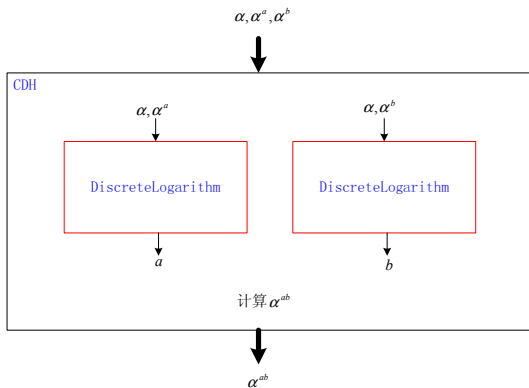 α,α^a,α^b
CDH
α,α^a
α,α^b
DiscreteLogarithm
DiscreteLogarithm
a
b
计算α^{ab}
α^{ab}